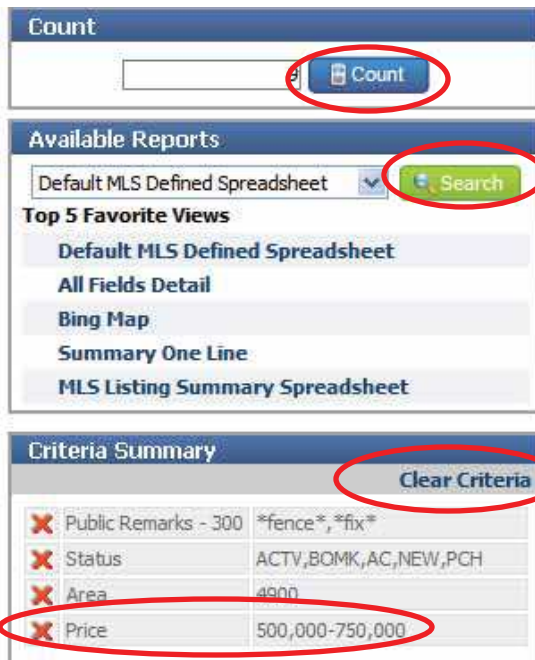 Count
9 Count
Available Reports
Default MLS Defined Spreadsheet Search
Top 5 Favorite Views
Default MLS Defined Spreadsheet
All Fields Detail
Bing Map
Summary One Line
MLS Listing Summary Spreadsheet
Criteria Summary
Clear Criteria
Public Remarks - 300 *fence*,*fix*
Status ACTV,BOMK,AC,NEW,PCH
Area 4900
Price 500,000-750,000